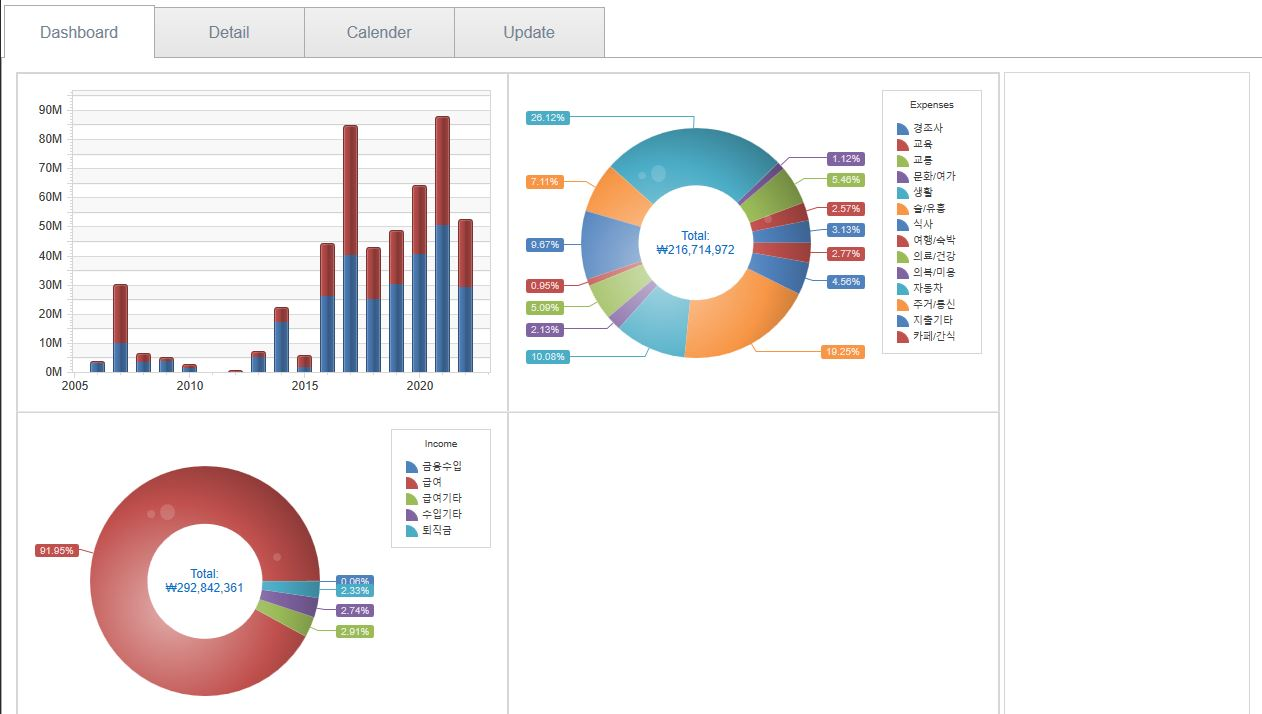 Dashboard
Detail
Calender
Update
90M
80M
70M
60M
50M
40M
30M
20M
10M
0M
2005
2010
2015
2020
26.12%
7.11%
9.67%
0.95%
5.09%
2.13%
10.08%
1.12%
5.46%
2.57%
3.13%
2.77%
4.56%
19.25%
Total:
₩216,714,972
Expenses
경조사
교육
교통
문화/여가
생활
술/유흥
식사
여행/숙박
의료/건강
의복/미용
자동차
주거/통신
지출기타
카페/간식
91.95%
Total:
₩292,842,361
0.06%
2.33%
2.74%
2.91%
Income
금융수입
급여
급여기타
수입기타
퇴직금